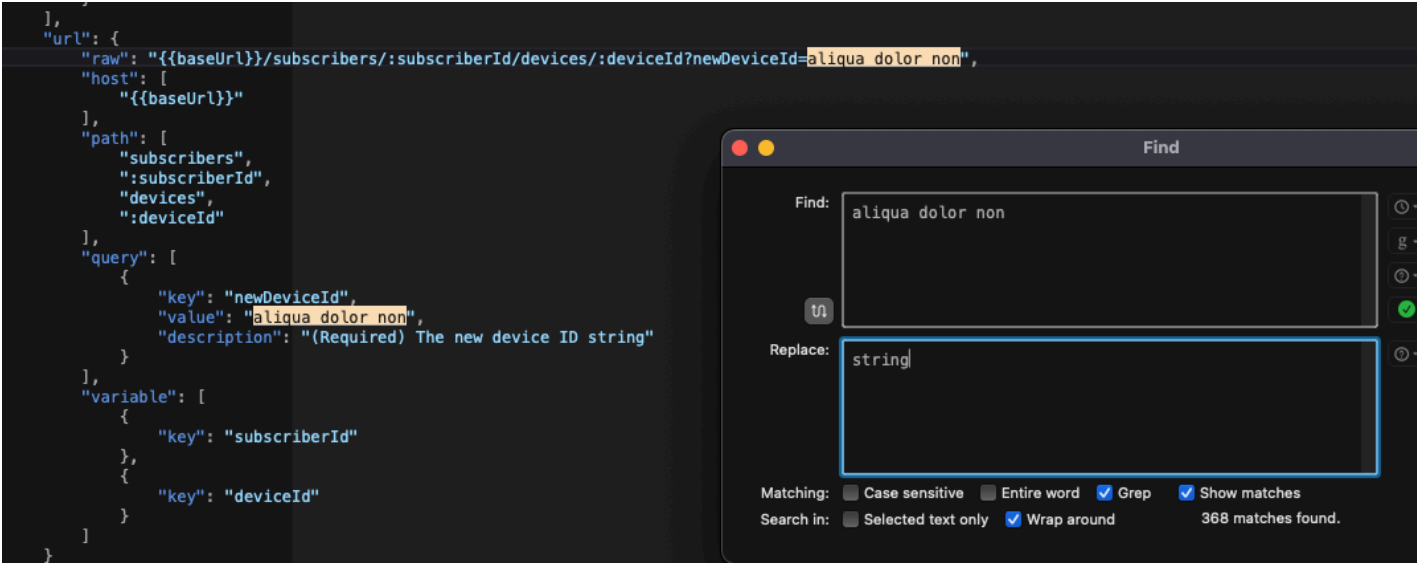 ],
"url": {
"raw": "{{baseUrl}}/subscribers/:subscriberId/devices/:deviceId?newDeviceId=aliqua dolor non",
"host": [
"{{baseUrl}}"
],
"path": [
"subscribers",
":subscriberId",
"devices",
":deviceId"
],
"query": [
{
"key": "newDeviceId",
"value": "aliqua dolor non",
"description": "(Required) The new device ID string"
}
],
"variable": [
{
"key": "subscriberId"
},
{
"key": "deviceId"
}
]
}
Find
Find:
aliqua dolor non
g
Replace:
string
Matching: Case sensitive Entire word Grep Show matches
Search in: Selected text only Wrap around 368 matches found.